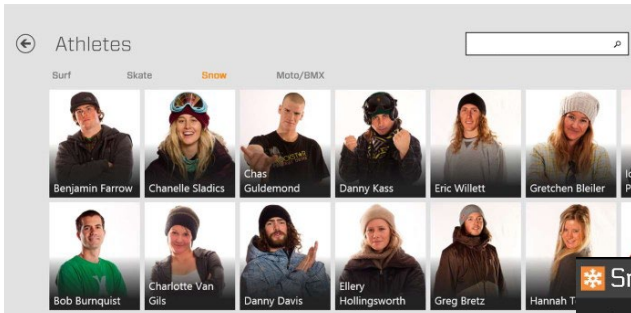 Athletes
Surf Skate Snow Moto/BMX
Benjamin Farrow
Chanelle Sladics
Chas
Guldemond
Danny Kass
Eric Willett
Gretchen Bleiler
Bob Burnquist
Charlotte Van
Gils
Danny Davis
Ellery
Hollingsworth
Greg Bretz
Hannah